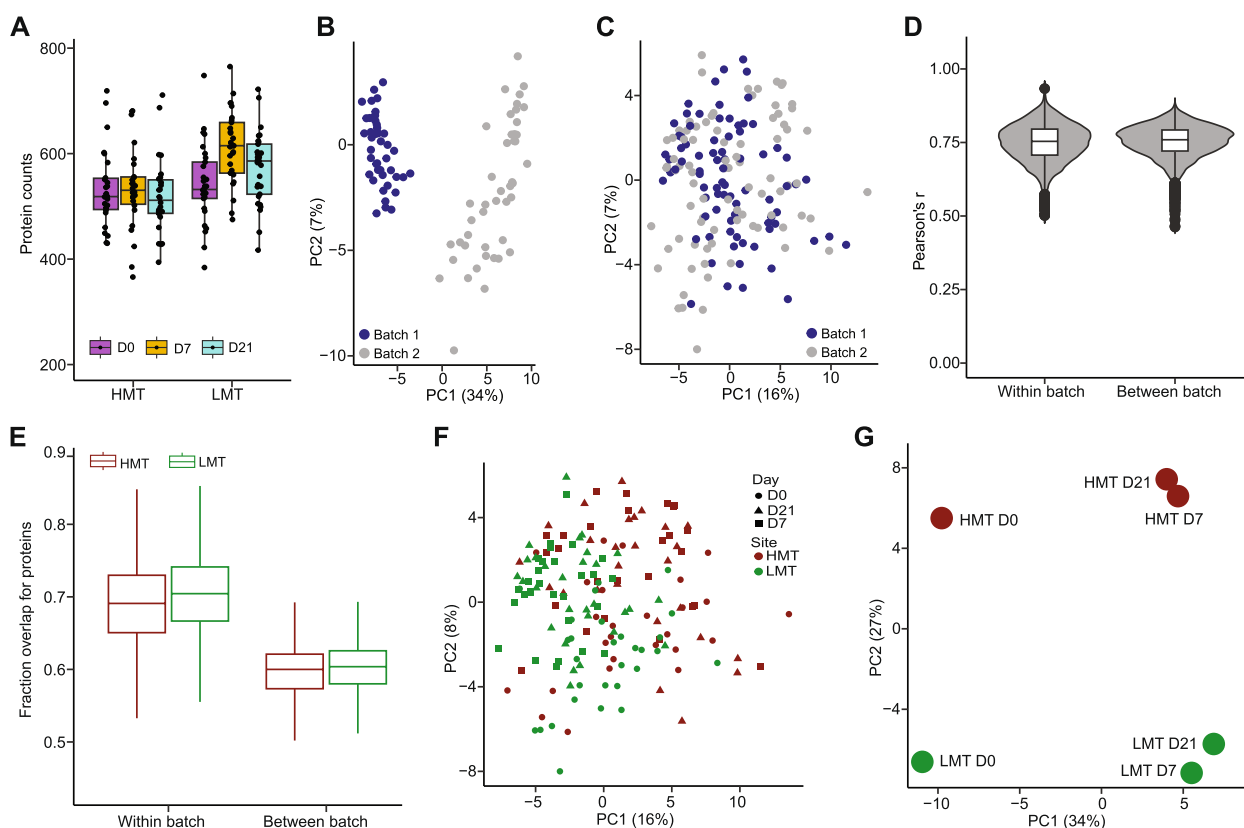 A
Protein counts
800
600
400
200
D0 D7 D21
HMT LMT
B
PC2 (7%)
0
−5
−10
Batch 1
Batch 2
−5 0 5 10
PC1 (34%)
C
PC2 (7%)
4
0
−4
−8
Batch 1
Batch 2
−5 0 5 10
PC1 (16%)
D
Pearson's r
1.00
0.75
0.50
0.25
0.00
Within batch Between batch
E
Fraction overlap for proteins
0.9
0.8
0.7
0.6
0.5
HMT LMT
Within batch Between batch
F
PC2 (8%)
4
0
−4
−8
Day
D0
D21
D7
Site
HMT
LMT
−5 0 5 10
PC1 (16%)
G
PC2 (27%)
8
4
0
−4
HMT D21
HMT D7
HMT D0
LMT D21
LMT D0
LMT D7
−10 −5 0 5
PC1 (34%)